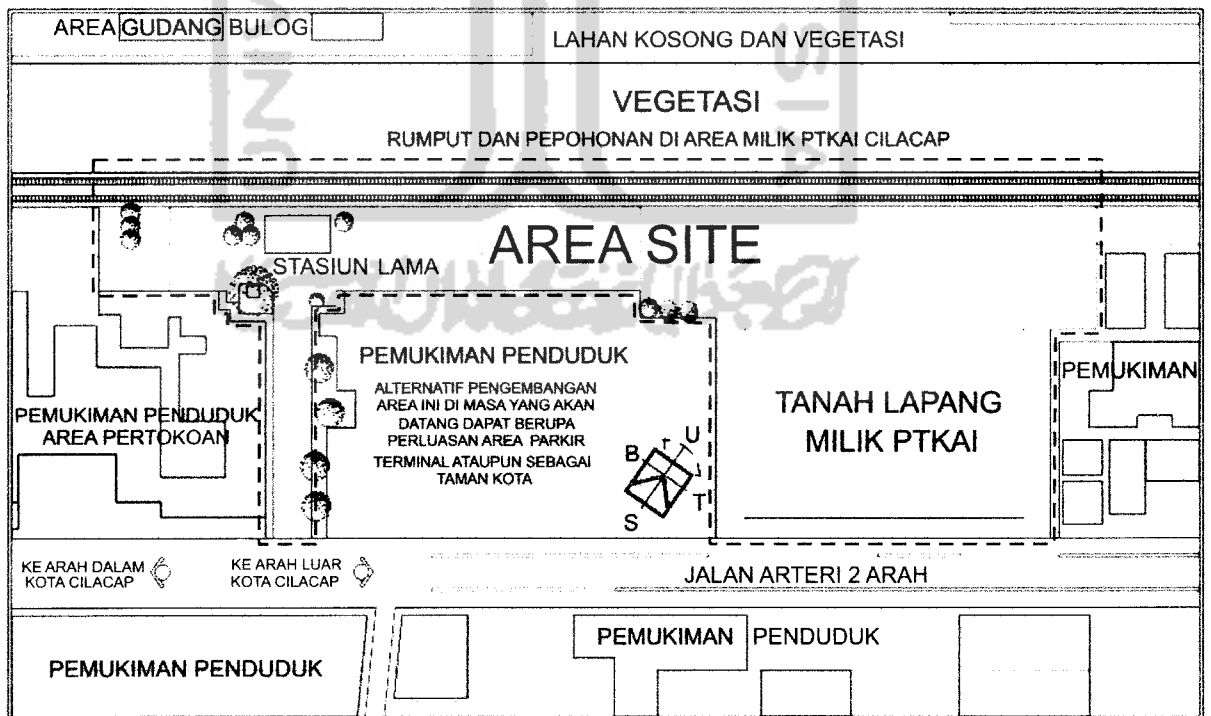 AREA GUDANG BULOG
LAHAN KOSONG DAN VEGETASI
VEGETASI
RUMPUT DAN PEPOHONAN DI AREA MILIK PTKAI CILACAP
AREA SITE
STASIUN LAMA
PEMUKIMAN PENDUDUK
AREA PERTOKOAN
PEMUKIMAN PENDUDUK
ALTERNATIF PENGEMBANGAN
AREA INI DI MASA YANG AKAN
DATANG DAPAT BERUPA
PERLUASAN AREA PARKIR
TERMINAL ATAUPUN SEBAGAI
TAMAN KOTA
B
U
S
T
TANAH LAPANG
MILIK PTKAI
PEMUKIMAN
KE ARAH DALAM
KOTA CILACAP
KE ARAH LUAR
KOTA CILACAP
JALAN ARTERI 2 ARAH
PEMUKIMAN PENDUDUK
PEMUKIMAN PENDUDUK